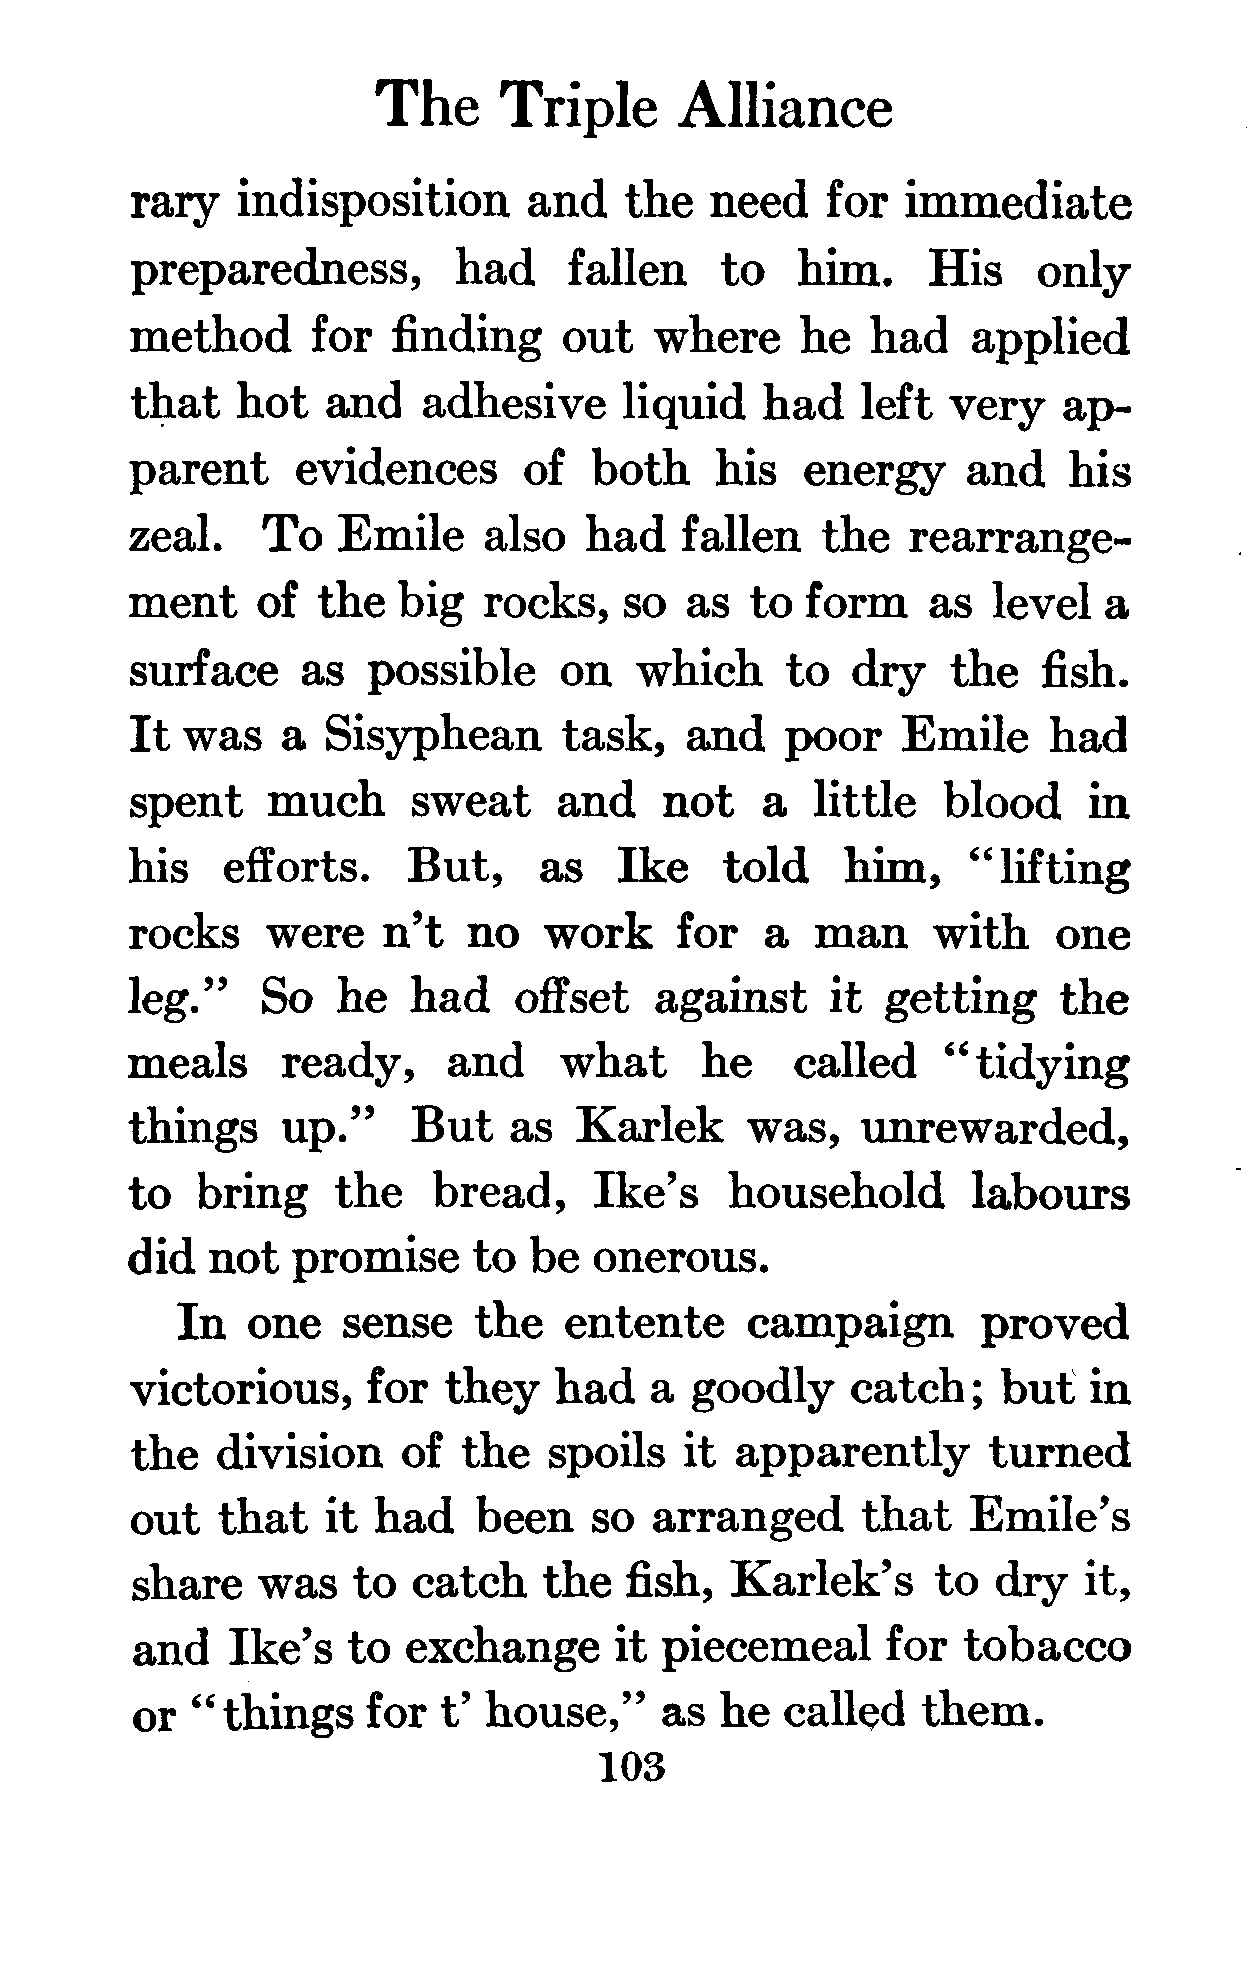 The Triple Alliance
rary indisposition and the need for immediate
preparedness, had fallen to him. His only
method for finding out where he had applied
that hot and adhesive liquid had left very ap-
parent evidences of both his energy and his
zeal. To Emile also had fallen the rearrange-
ment of the big rocks, so as to form as level a
surface as possible on which to dry the fish.
It was a Sisyphean task, and poor Emile had
spent much sweat and not a little blood in
his efforts. But, as Ike told him, “lifting
rocks were n’t no work for a man with one
leg.” So he had offset against it getting the
meals ready, and what he called “tidying
things up.” But as Karlek was, unrewarded,
to bring the bread, Ike’s household labours
did not promise to be onerous.
In one sense the entente campaign proved
victorious, for they had a goodly catch; but in
the division of the spoils it apparently turned
out that it had been so arranged that Emile’s
share was to catch the fish, Karlek’s to dry it,
and Ike’s to exchange it piecemeal for tobacco
or “things for t’ house,” as he called them.
103